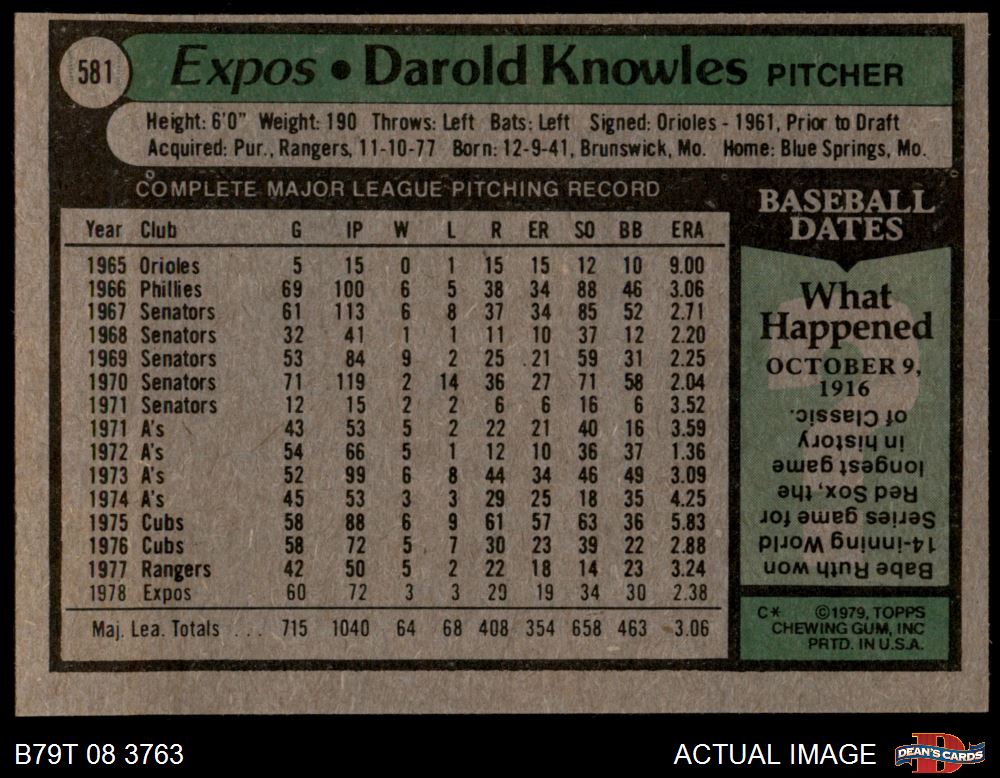 581 Expos • Darold Knowles PITCHER
Height: 6'0" Weight: 190 Throws: Left Bats: Left Signed: Orioles - 1961, Prior to Draft
Acquired: Pur., Rangers, 11-10-77 Born: 12-9-41, Brunswick, Mo. Home: Blue Springs, Mo.
COMPLETE MAJOR LEAGUE PITCHING RECORD
Year Club G IP W L R ER SO BB ERA
1965 Orioles 5 15 0 1 15 15 12 10 9.00
1966 Phillies 69 100 6 5 38 34 88 46 3.06
1967 Senators 61 113 6 8 37 34 85 52 2.71
1968 Senators 32 41 1 1 11 10 37 12 2.20
1969 Senators 53 84 9 2 25 21 59 31 2.25
1970 Senators 71 119 2 14 36 27 71 58 2.04
1971 Senators 12 15 2 2 6 6 16 6 3.52
1971 A's 43 53 5 2 22 21 40 16 3.59
1972 A's 54 66 5 1 12 10 36 37 1.36
1973 A's 52 99 6 8 44 34 46 49 3.09
1974 A's 45 53 3 3 29 25 18 35 4.25
1975 Cubs 58 88 6 9 61 57 63 36 5.83
1976 Cubs 58 72 5 7 30 23 39 22 2.88
1977 Rangers 42 50 5 2 22 18 14 23 3.24
1978 Expos 60 72 3 3 29 19 34 30 2.38
Maj. Lea. Totals ... 715 1040 64 68 408 354 658 463 3.06
BASEBALL
DATES
What
Happened
OCTOBER 9,
1916
Babe Ruth won
14-inning World
Series game for
Red Sox, the
longest game
in history
of Classic.
C* ©1979, TOPPS
CHEWING GUM, INC
PRTD. IN U.S.A.
B79T 08 3763
ACTUAL IMAGE
D
DEAN'S CARDS